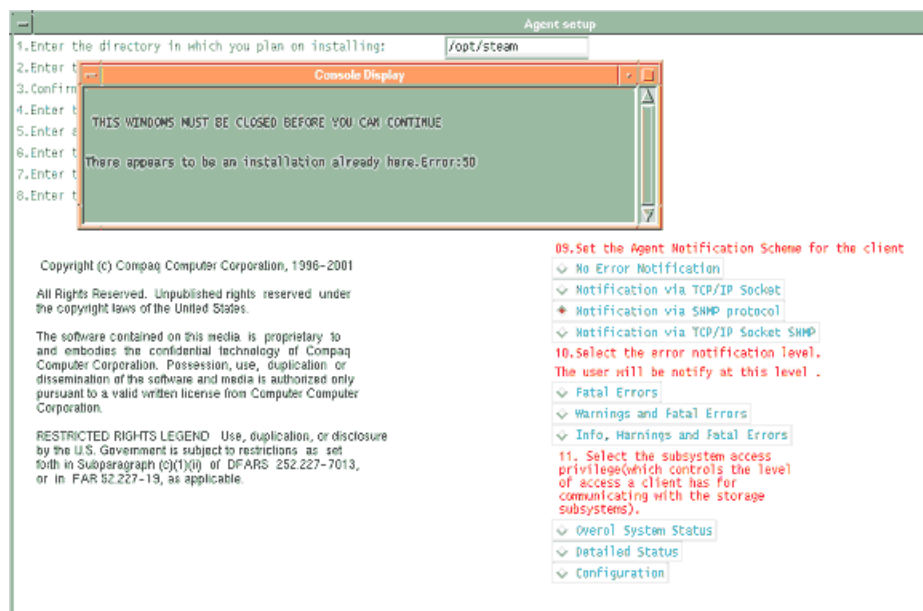 Agent setup
1.Enter the directory in which you plan on installing:
/opt/steam
2.Enter t
3.Confirm
4.Enter t
5.Enter a
6.Enter t
7.Enter t
8.Enter t
Console Display
THIS WINDOWS MUST BE CLOSED BEFORE YOU CAM CONTINUE
There appears to be an installation already here.Error:50
Copyright (c) Compaq Computer Corporation, 1996-2001
All Rights Reserved. Unpublished rights reserved under
the copyright laws of the United States.
The software contained on this media is proprietary to
and embodies the confidential technology of Compaq
Computer Corporation. Possession, use, duplication or
dissemination of the software and media is authorized only
pursuant to a valid written license from Computer Computer
Corporation.
RESTRICTED RIGHTS LEGEND Use, duplication, or disclosure
by the U.S. Government is subject to restrictions as set
forth in Subparagraph (c)(1)(ii) of DFARS 252.227-7013,
or in FAR 52.227-19, as applicable.
09.Set the Agent Notification Scheme for the client
No Error Notification
Notification via TCP/IP Socket
Notification via SNMP protocol
Notification via TCP/IP Socket SNMP
10.Select the error notification level.
The user will be notify at this level .
Fatal Errors
Warnings and Fatal Errors
Info, Warnings and Fatal Errors
11. Select the subsystem access
privilege(which controls the level
of access a client has for
communicating with the storage
subsystems).
Overol System Status
Detailed Status
Configuration